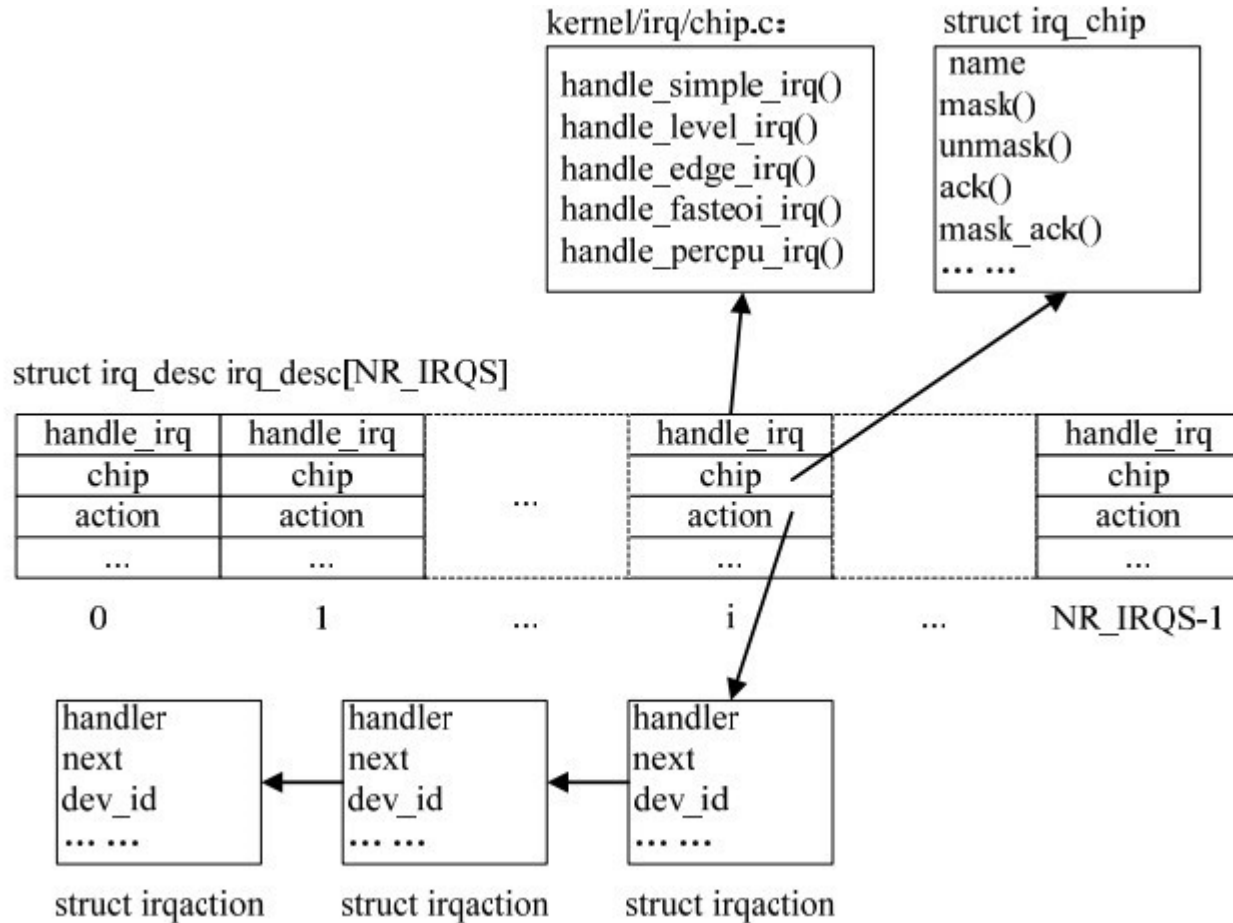 kernel/irq/chip.c:
handle_simple_irq()
handle_level_irq()
handle_edge_irq()
handle_fasteoi_irq()
handle_percpu_irq()
struct irq_chip
name
mask()
unmask()
ack()
mask_ack()
... ...
struct irq_desc irq_desc[NR_IRQS]
handle_irq handle_irq handle_irq handle_irq
chip chip chip chip
action action ... action action
... ... ... ...
0 1 ... i ... NR_IRQS-1
handler handler handler
next next next
dev_id dev_id dev_id
... ... ... ... ... ...
struct irqaction struct irqaction struct irqaction